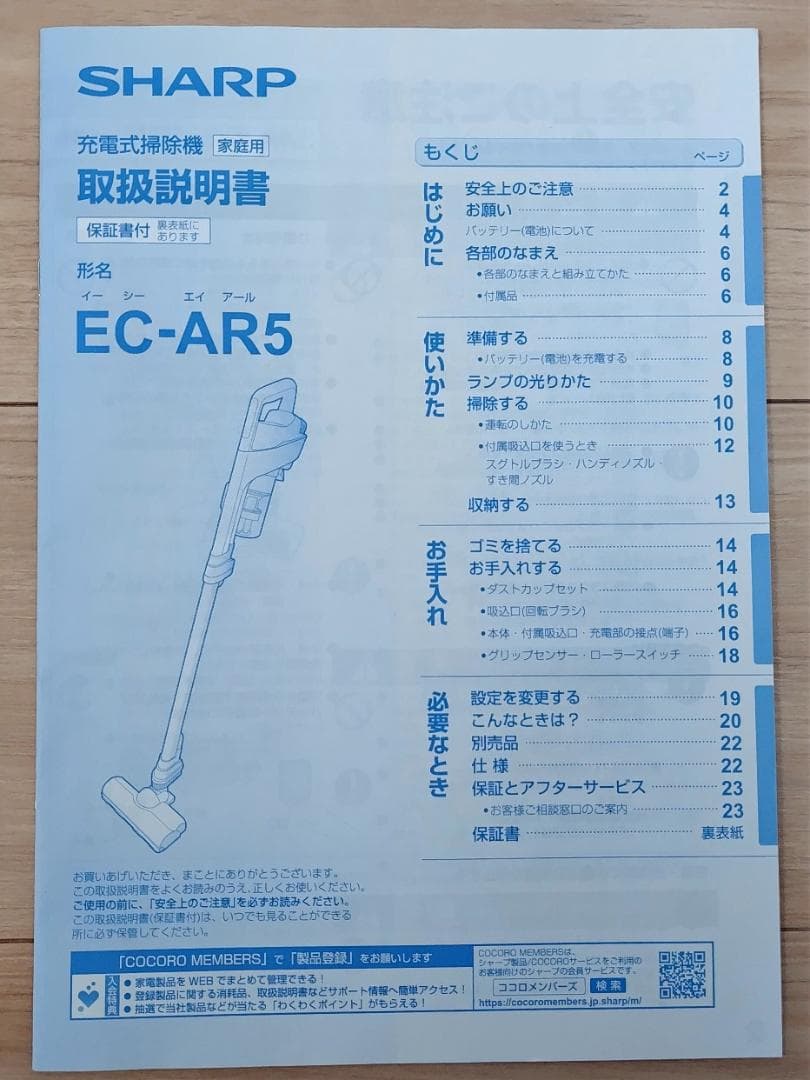 SHARP
充電式掃除機 家庭用
取扱説明書
保証書付 裏表紙に
あります
形名
イー シー エイ アール
EC-AR5
お買いあげいただき、まことにありがとうございます。
この取扱説明書をよくお読みのうえ、正しくお使いください。
ご使用の前に、「安全上のご注意」を必ずお読みください。
この取扱説明書(保証書付)は、いつでも見ることができる
所に必ず保管してください。
もくじ ページ
はじめに
安全上のご注意 2
お願い 4
バッテリー(電池)について 4
各部のなまえ 6
•各部のなまえと組み立てかた 6
•付属品 6
使いかた
準備する 8
•バッテリー(電池)を充電する 8
ランプの光りかた 9
掃除する 10
•運転のしかた 10
•付属吸込口を使うとき 12
スグトルブラシ・ハンディノズル・
すき間ノズル
収納する 13
お手入れ
ゴミを捨てる 14
お手入れする 14
•ダストカップセット 14
•吸込口(回転ブラシ) 16
•本体・付属吸込口・充電部の接点(端子) 16
•グリップセンサー・ローラースイッチ 18
必要なとき
設定を変更する 19
こんなときは? 20
別売品 22
仕様 22
保証とアフターサービス 23
•お客様ご相談窓口のご案内 23
保証書 裏表紙
「COCORO MEMBERS」で「製品登録」をお願いします
入会特典
●家電製品をWEBでまとめて管理できる!
●登録製品に関する消耗品、取扱説明書などサポート情報へ簡単アクセス!
●抽選で当社製品などが当たる「わくわくポイント」がもらえる!
COCORO MEMBERSは、
シャープ製品/COCOROサービスをご利用の
お客様向けのシャープの会員サービスです。
ココロメンバーズ 検索
https://cocoromembers.jp.sharp/m/